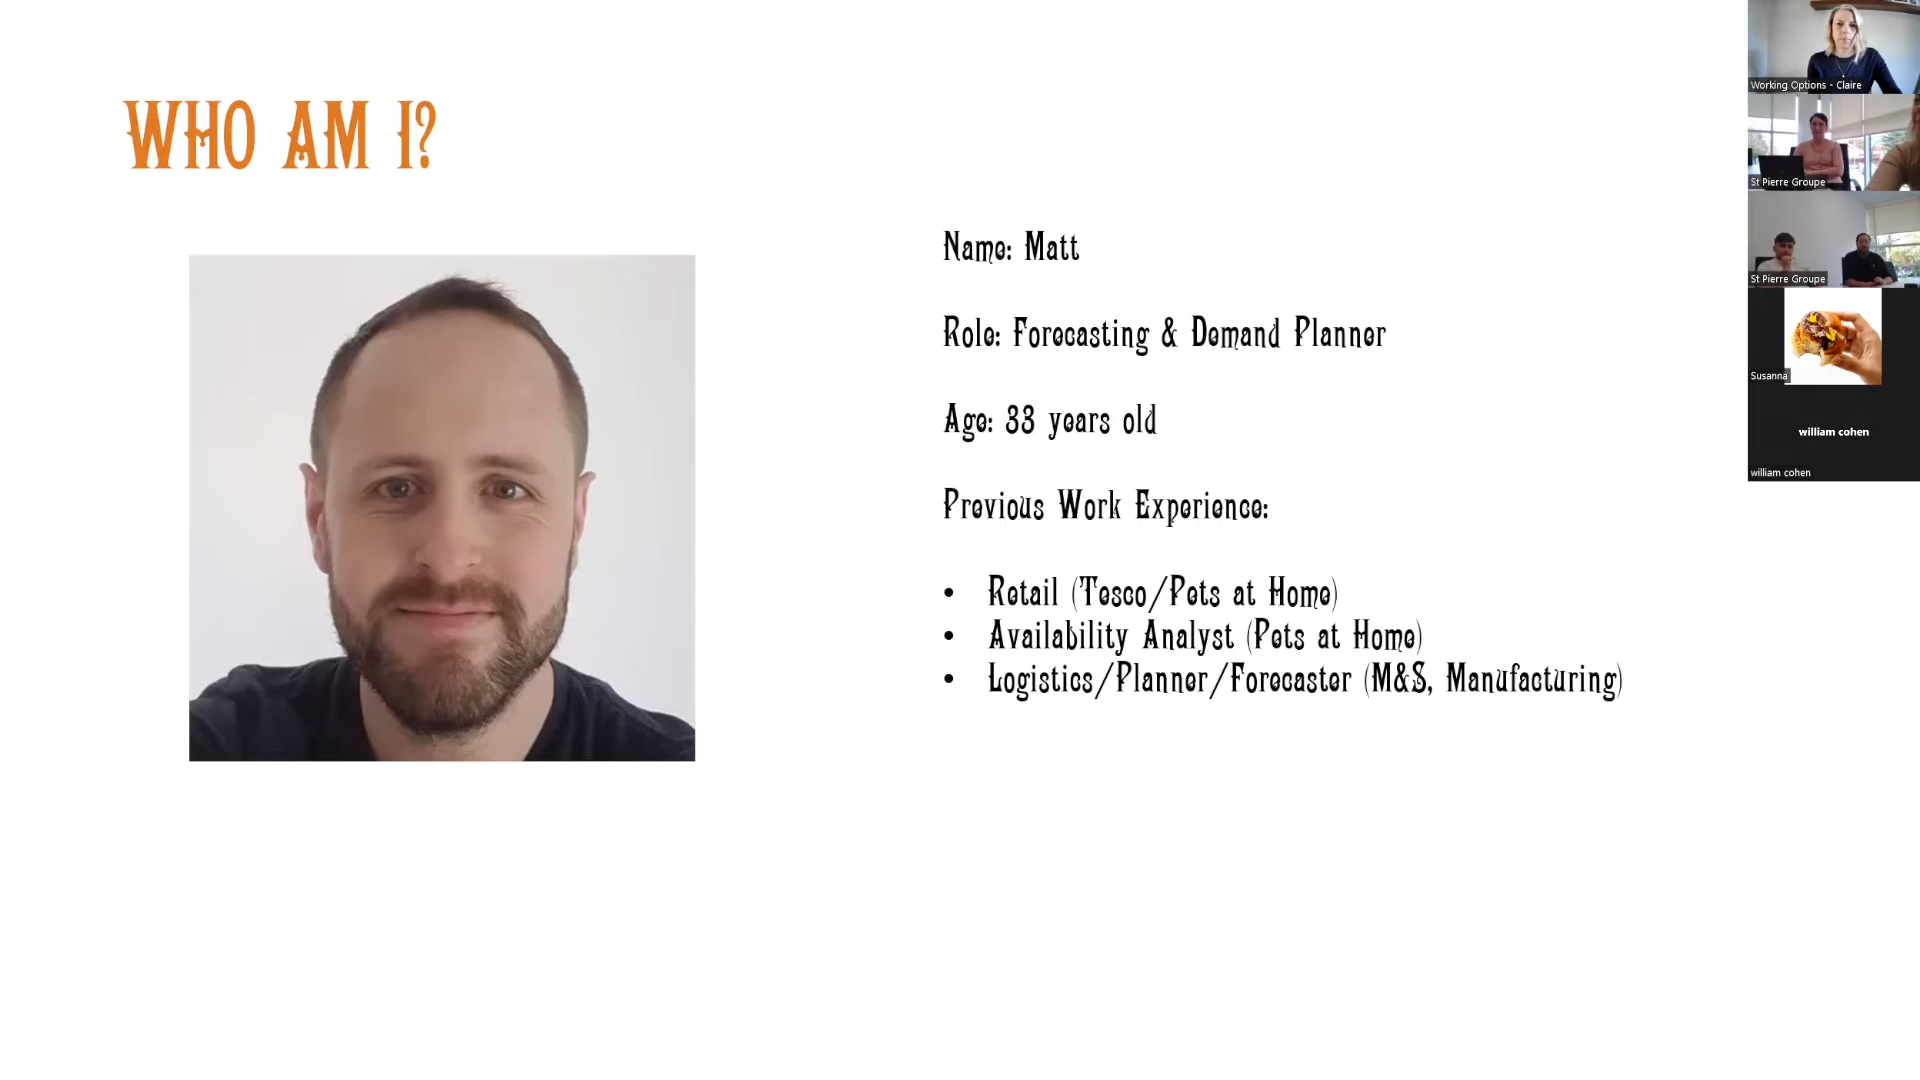 WHO AM I?
Name: Matt
Role: Forecasting & Demand Planner
Age: 33 years old
Previous Work Experience:
• Retail (Tesco/Pets at Home)
• Availability Analyst (Pets at Home)
• Logistics/Planner/Forecaster (M&S, Manufacturing)
Working Options - Claire
St Pierre Groupe
St Pierre Groupe
Susanna
william cohen
william cohen